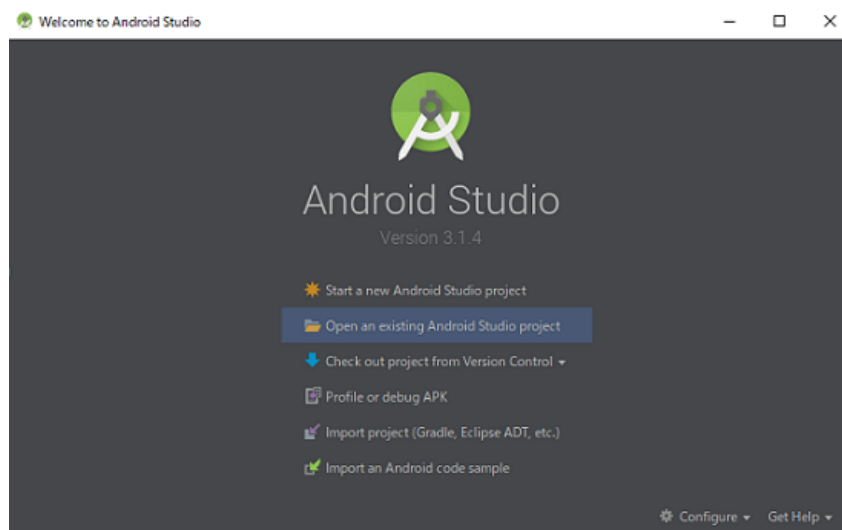 Welcome to Android Studio
Android Studio
Version 3.1.4
Start a new Android Studio project
Open an existing Android Studio project
Check out project from Version Control
Profile or debug APK
Import project (Gradle, Eclipse ADT, etc.)
Import an Android code sample
Configure Get Help